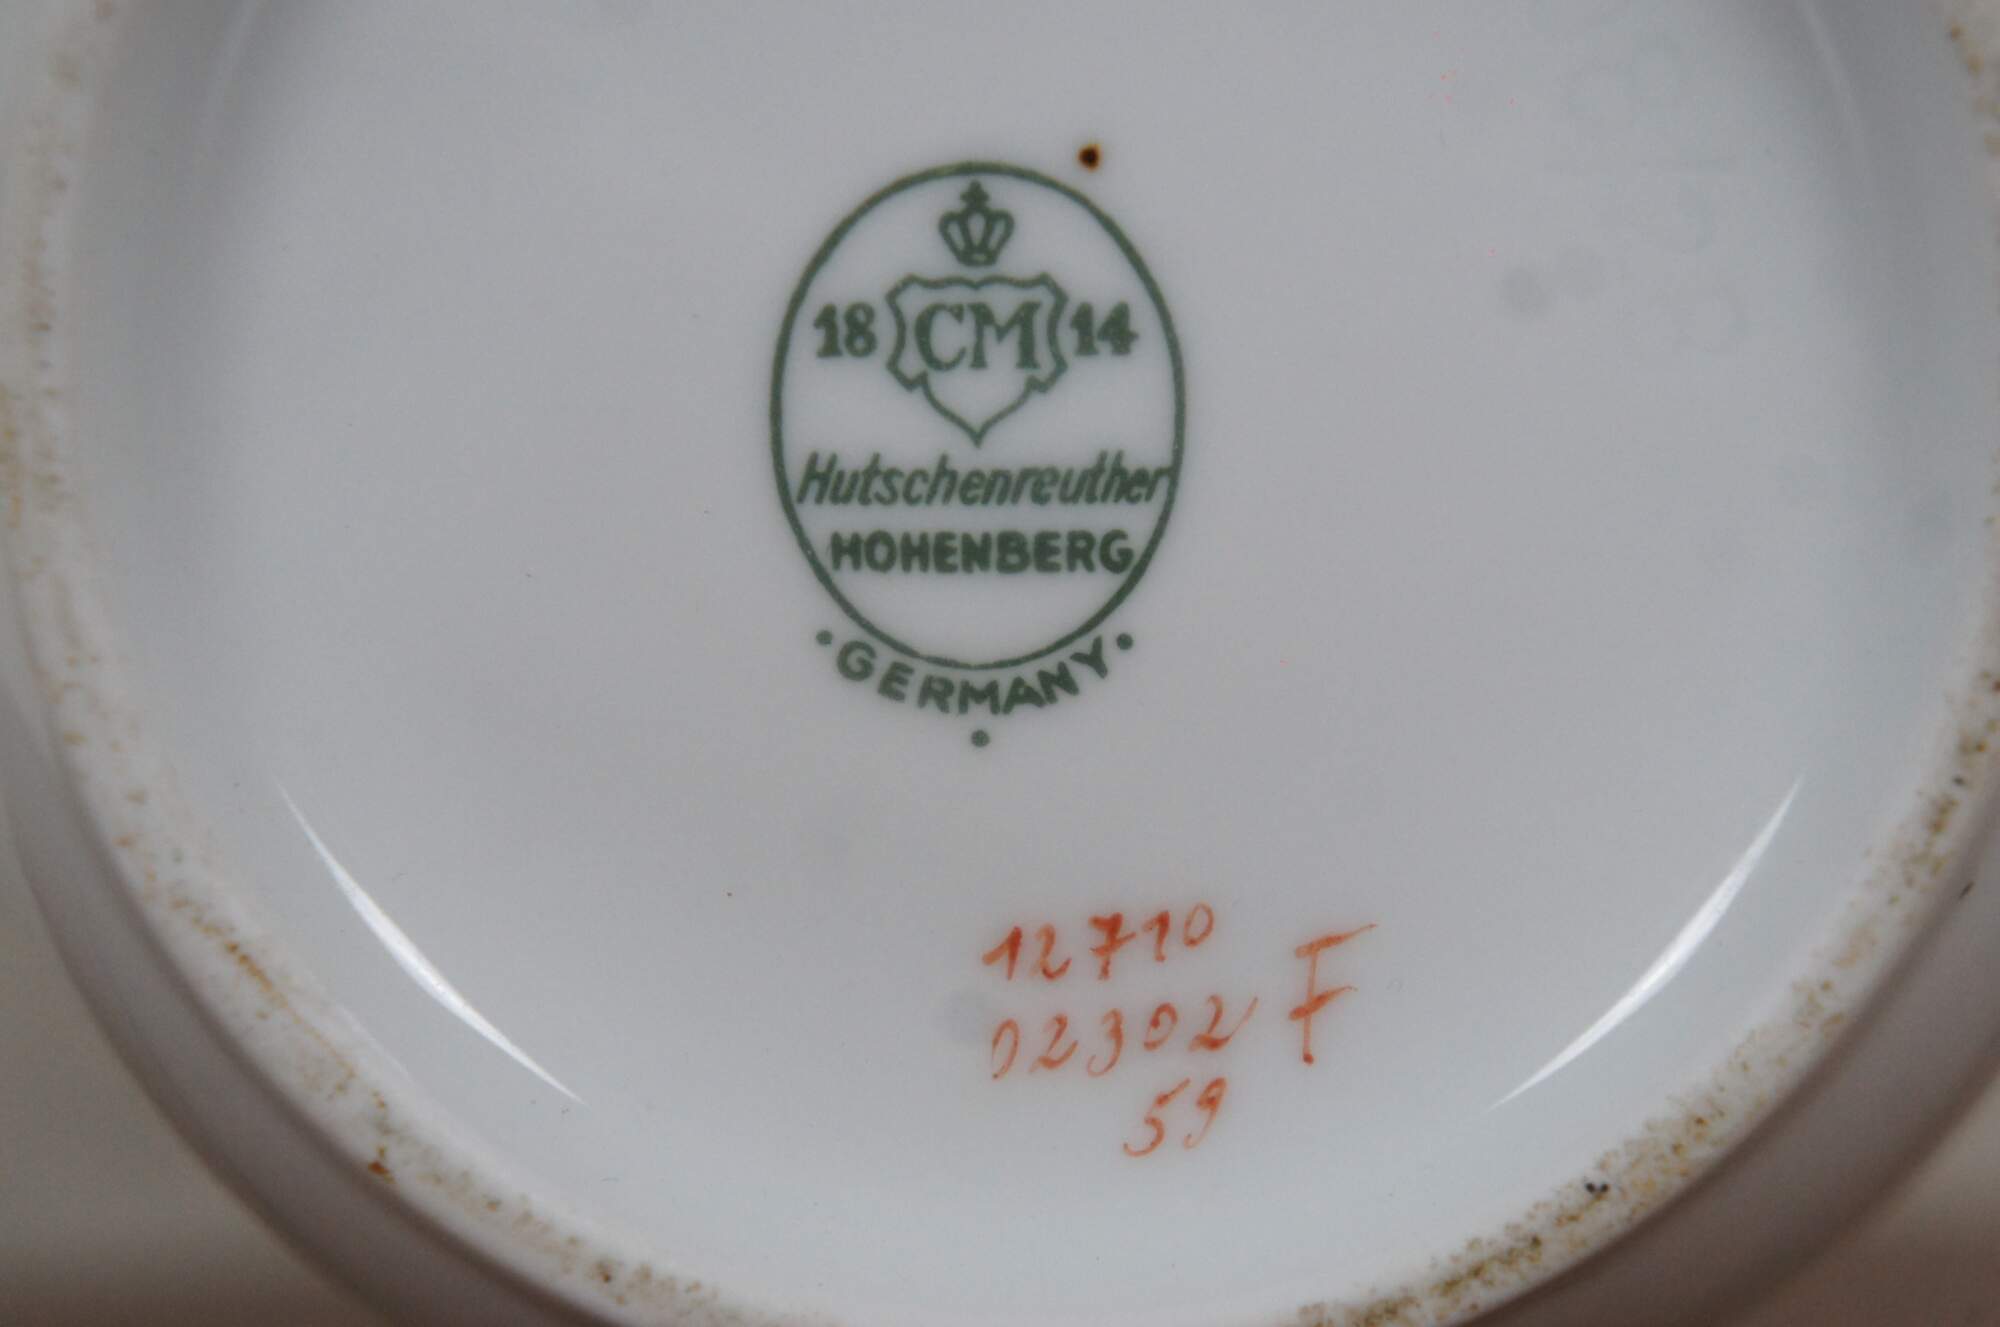 18 CM 14
Hutschenreuther
HOHENBERG
· GERMANY ·
12710
02302 F
59